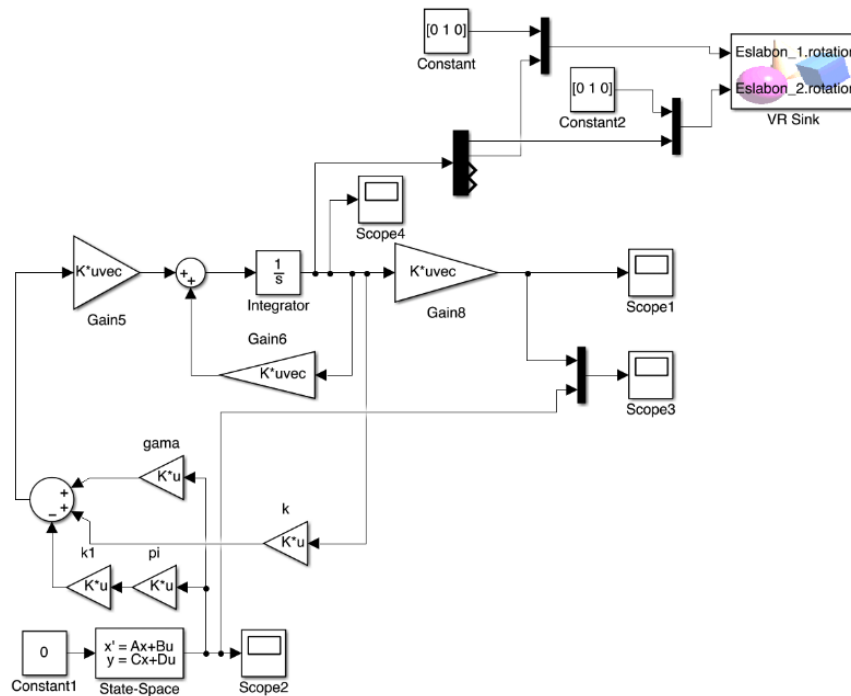 [0 1 0]
Constant
Eslabon_1.rotation
[0 1 0]
Eslabon_2.rotation
Constant2
VR Sink
Scope4
K*uvec
Gain5
++
1
s
Integrator
K*uvec
Gain8
Scope1
Gain6
K*uvec
Scope3
gama
K*u
+
+
−
k
K*u
k1
pi
K*u
K*u
0
Constant1
x' = Ax+Bu
y = Cx+Du
State-Space
Scope2